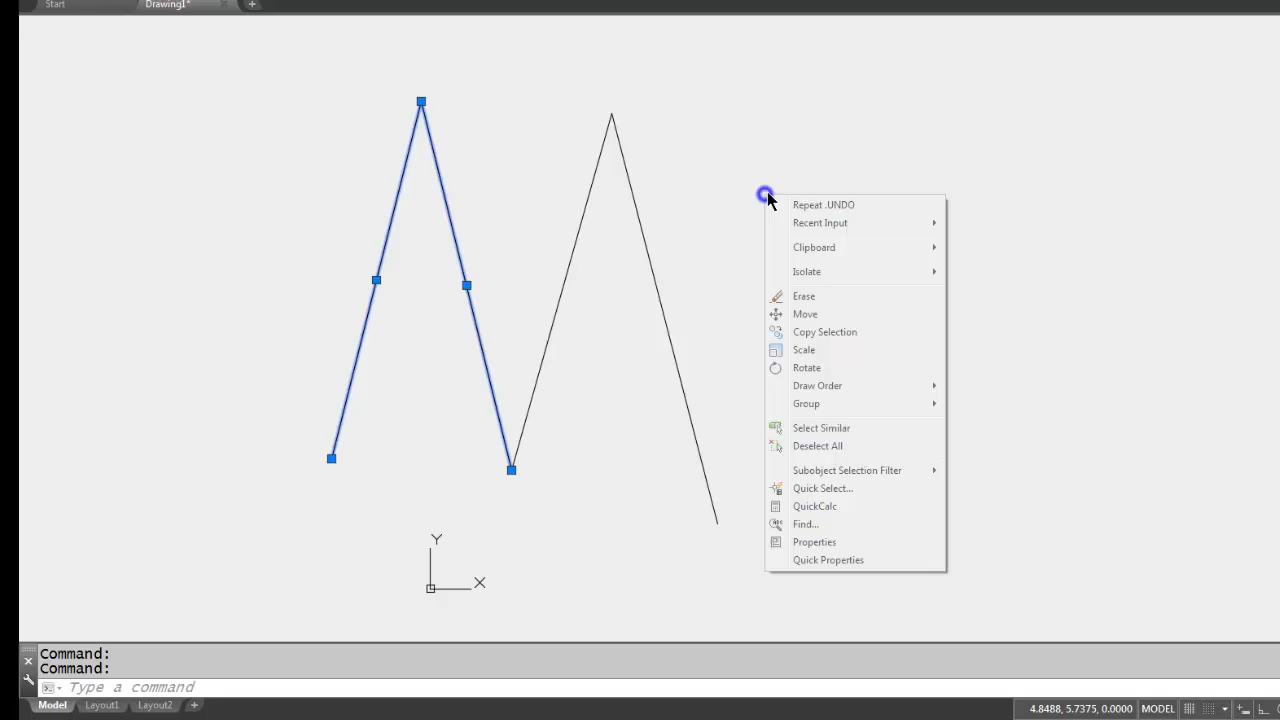 Start
Drawing1*
Repeat .UNDO
Recent Input
Clipboard
Isolate
Erase
Move
Copy Selection
Scale
Rotate
Draw Order
Group
Select Similar
Deselect All
Subobject Selection Filter
Quick Select...
QuickCalc
Find...
Properties
Quick Properties
Y
X
Command:
Command:
Type a command
Model
Layout1
Layout2
4.8488, 5.7375, 0.0000
MODEL